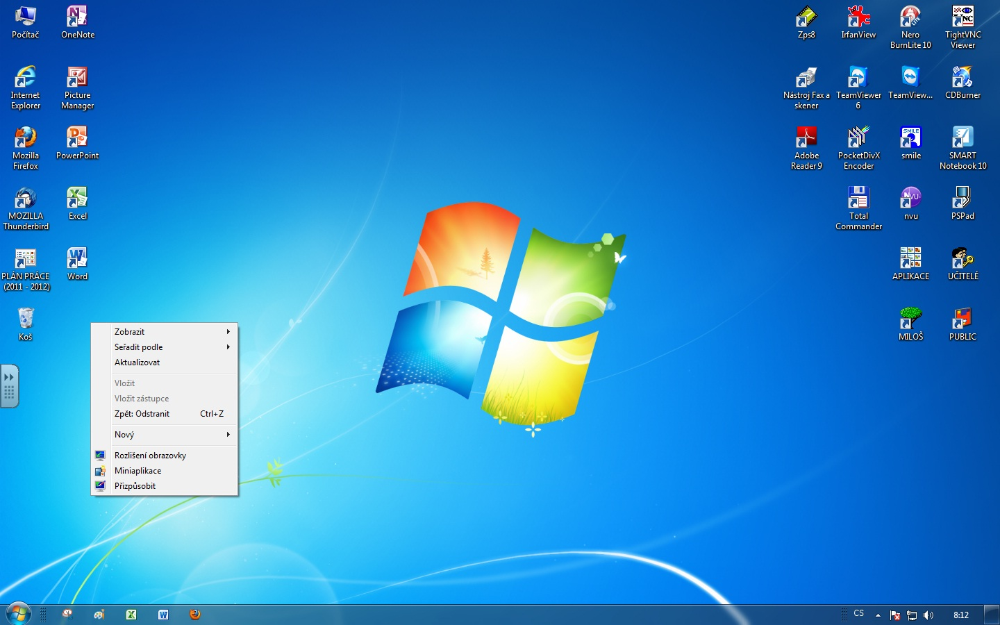 Počítač
OneNote
Internet
Explorer
Picture
Manager
Mozilla
Firefox
PowerPoint
MOZILLA
Thunderbird
Excel
PLÁN PRÁCE
(2011 - 2012)
Word
Koš
Zobrazit
Seřadit podle
Aktualizovat
Vložit
Vložit zástupce
Zpět: Odstranit Ctrl+Z
Nový
Rozlišení obrazovky
Miniaplikace
Přizpůsobit
Zps8
IrfanView
Nero
BurnLite 10
TightVNC
Viewer
Nástroj Fax a
skener
TeamViewer
6
TeamView...
CDBurner
Adobe
Reader 9
PocketDivX
Encoder
SMILE
smile
SMART
Notebook 10
Total
Commander
NVU
nvu
PSPad
APLIKACE
UČITELÉ
MILOŠ
PUBLIC
CS
8:12